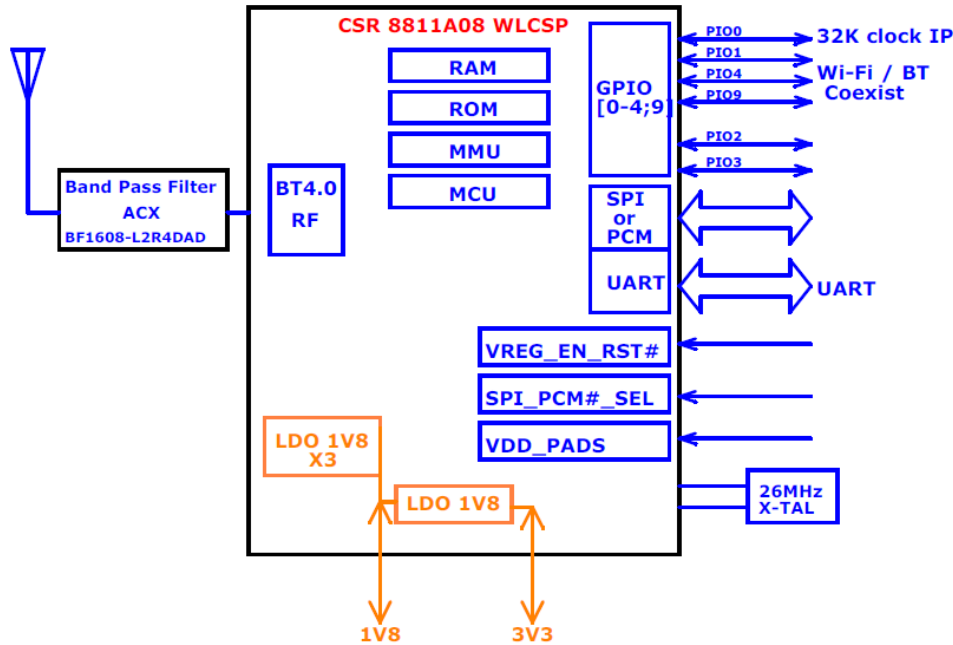 CSR 8811A08 WLCSP
RAM
ROM
MMU
MCU
GPIO
[0-4;9]
PIO0
32K clock IP
PIO1
PIO4
Wi-Fi / BT
Coexist
PIO9
PIO2
PIO3
Band Pass Filter
ACX
BF1608-L2R4DAD
BT4.0
RF
SPI
or
PCM
UART
UART
VREG_EN_RST#
SPI_PCM#_SEL
VDD_PADS
LDO 1V8
X3
LDO 1V8
26MHz
X-TAL
1V8
3V3